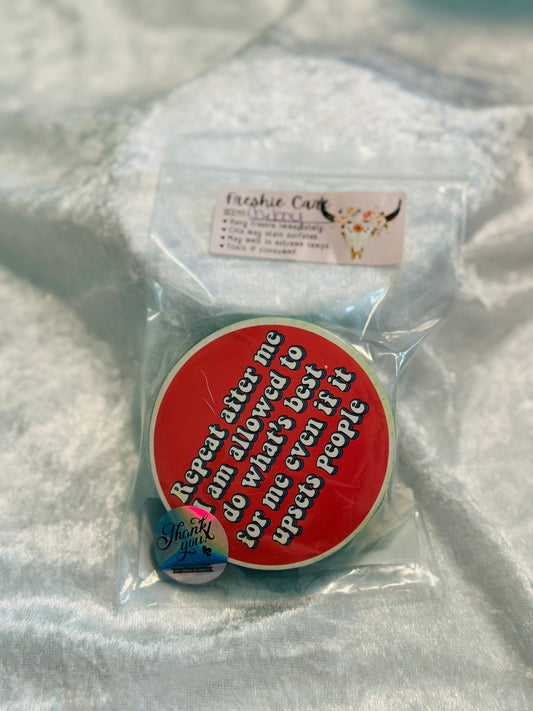 Freshie Care
SCENT:
• Hang freshie immediately.
• Oils may stain surfaces.
• May melt in extreme temps
• Toxic if consumed
Repeat after me
I am allowed to
do what's best
for me even if it
upsets people
Thank
you!